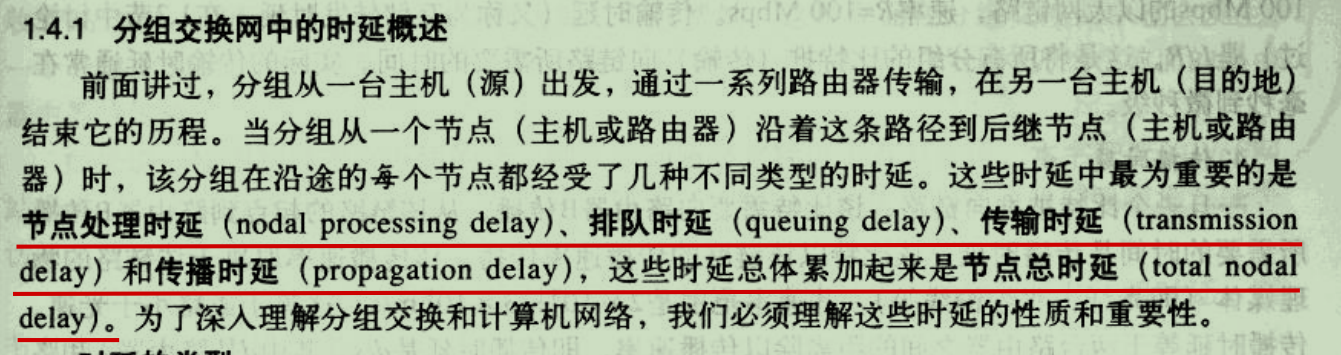 1.4.1 分组交换网中的时延概述
前面讲过，分组从一台主机（源）出发，通过一系列路由器传输，在另一台主机（目的地）
结束它的历程。当分组从一个节点（主机或路由器）沿着这条路径到后继节点（主机或路由
器）时，该分组在沿途的每个节点都经受了几种不同类型的时延。这些时延中最为重要的是
节点处理时延（nodal processing delay）、排队时延（queuing delay）、传输时延（transmission
delay）和传播时延（propagation delay），这些时延总体累加起来是节点总时延（total nodal
delay）。为了深入理解分组交换和计算机网络，我们必须理解这些时延的性质和重要性。